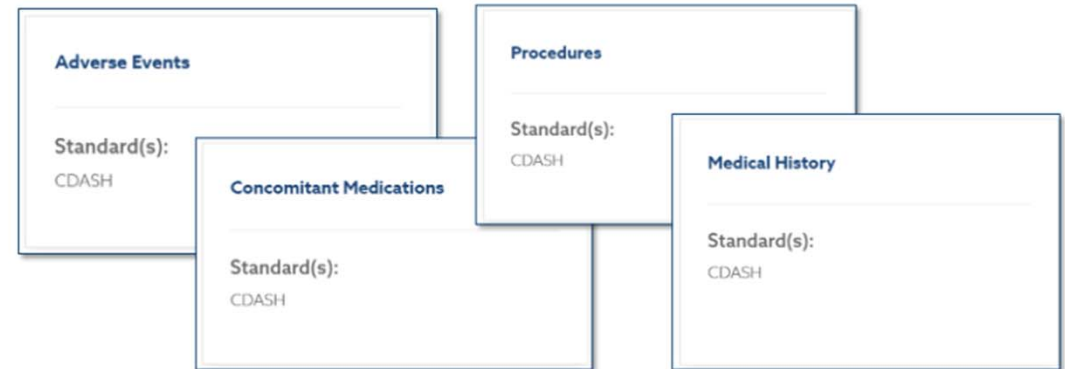 Adverse Events
Standard(s):
CDASH
Concomitant Medications
Standard(s):
CDASH
Procedures
Standard(s):
CDASH
Medical History
Standard(s):
CDASH